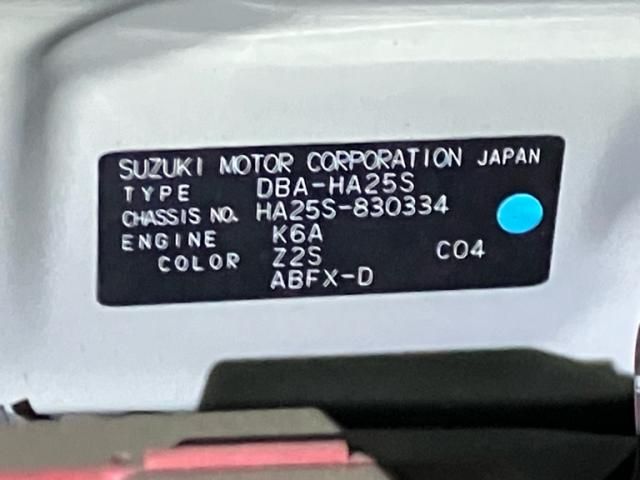 SUZUKI MOTOR CORPORATION JAPAN
TYPE DBA-HA25S
CHASSIS NO. HA25S-830334
ENGINE K6A
COLOR Z2S C04
ABFX-D